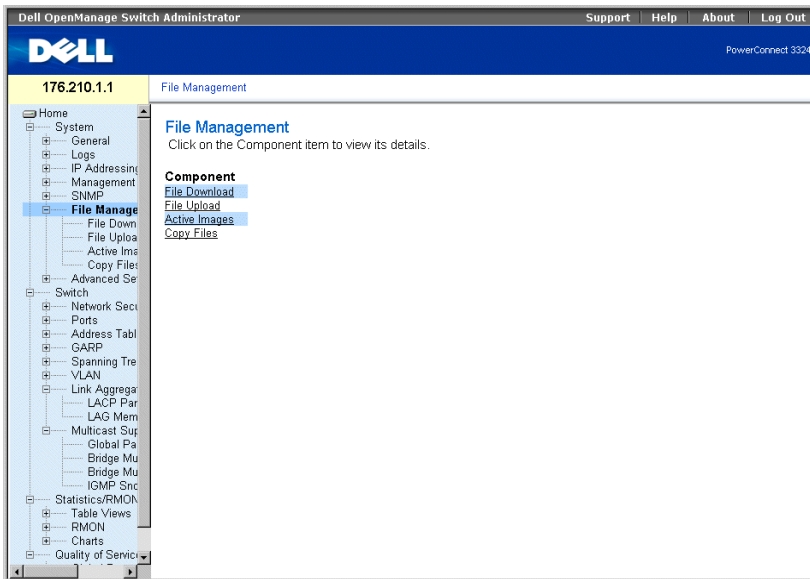 Dell OpenManage Switch Administrator
Support Help About Log Out
DELL
PowerConnect 3324
176.210.1.1
File Management
Home
System
General
Logs
IP Addressing
Management
SNMP
File Manage
File Down
File Uploa
Active Ima
Copy Files
Advanced Se
Switch
Network Secu
Ports
Address Tabl
GARP
Spanning Tre
VLAN
Link Aggrega
LACP Par
LAG Mem
Multicast Sup
Global Pa
Bridge Mu
Bridge Mu
IGMP Sno
Statistics/RMON
Table Views
RMON
Charts
Quality of Service
File Management
Click on the Component item to view its details.
Component
File Download
File Upload
Active Images
Copy Files